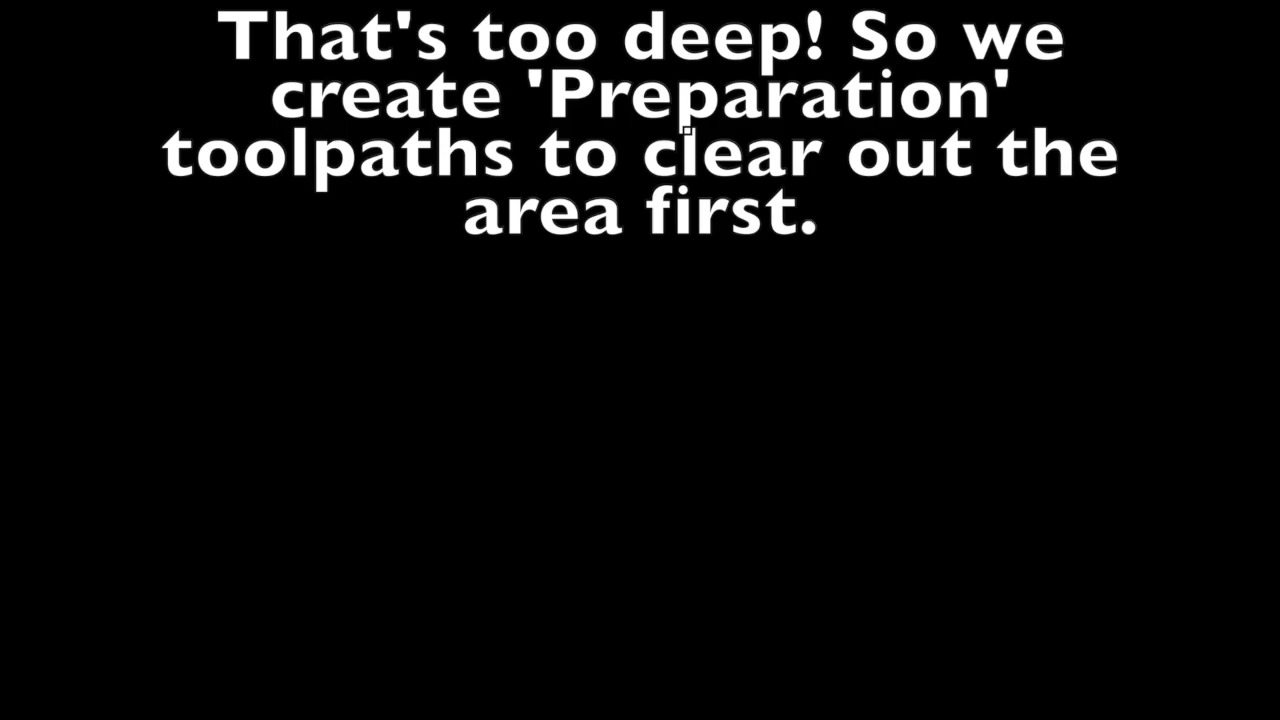 That's too deep! So we
create 'Preparation'
toolpaths to clear out the
area first.